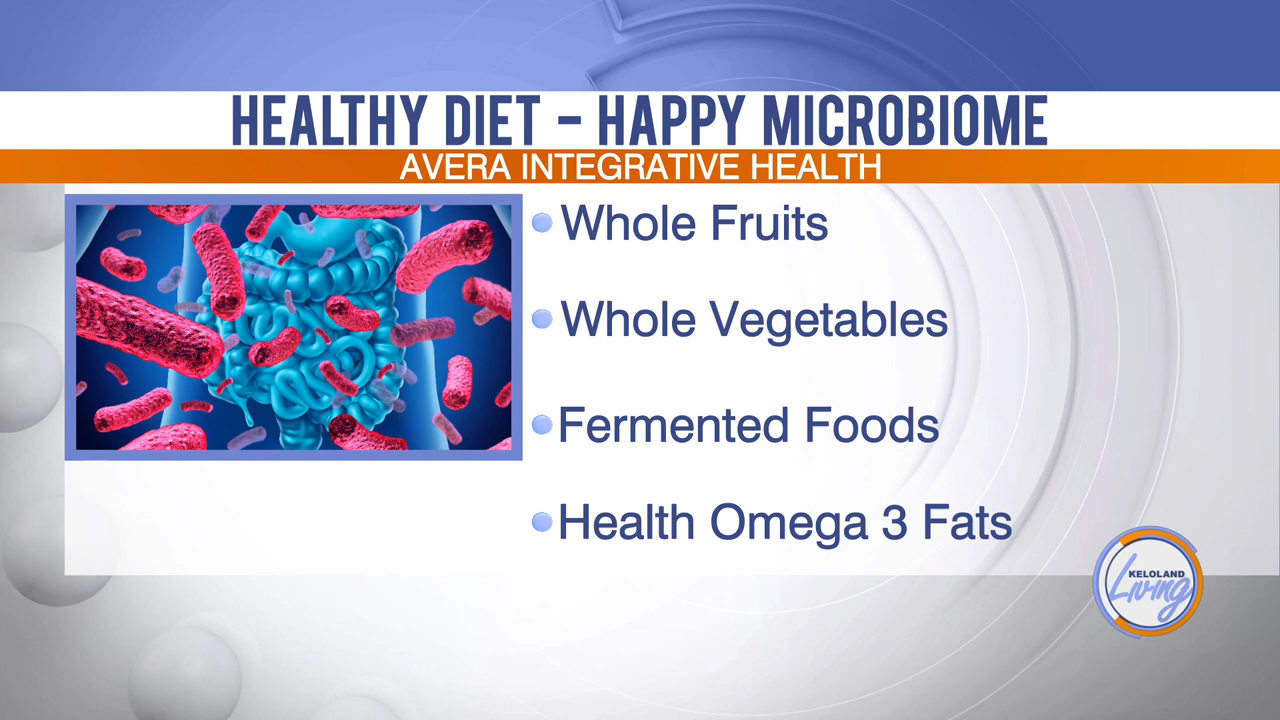 HEALTHY DIET – HAPPY MICROBIOME
AVERA INTEGRATIVE HEALTH
Whole Fruits
Whole Vegetables
Fermented Foods
Health Omega 3 Fats
KELOLAND
Living